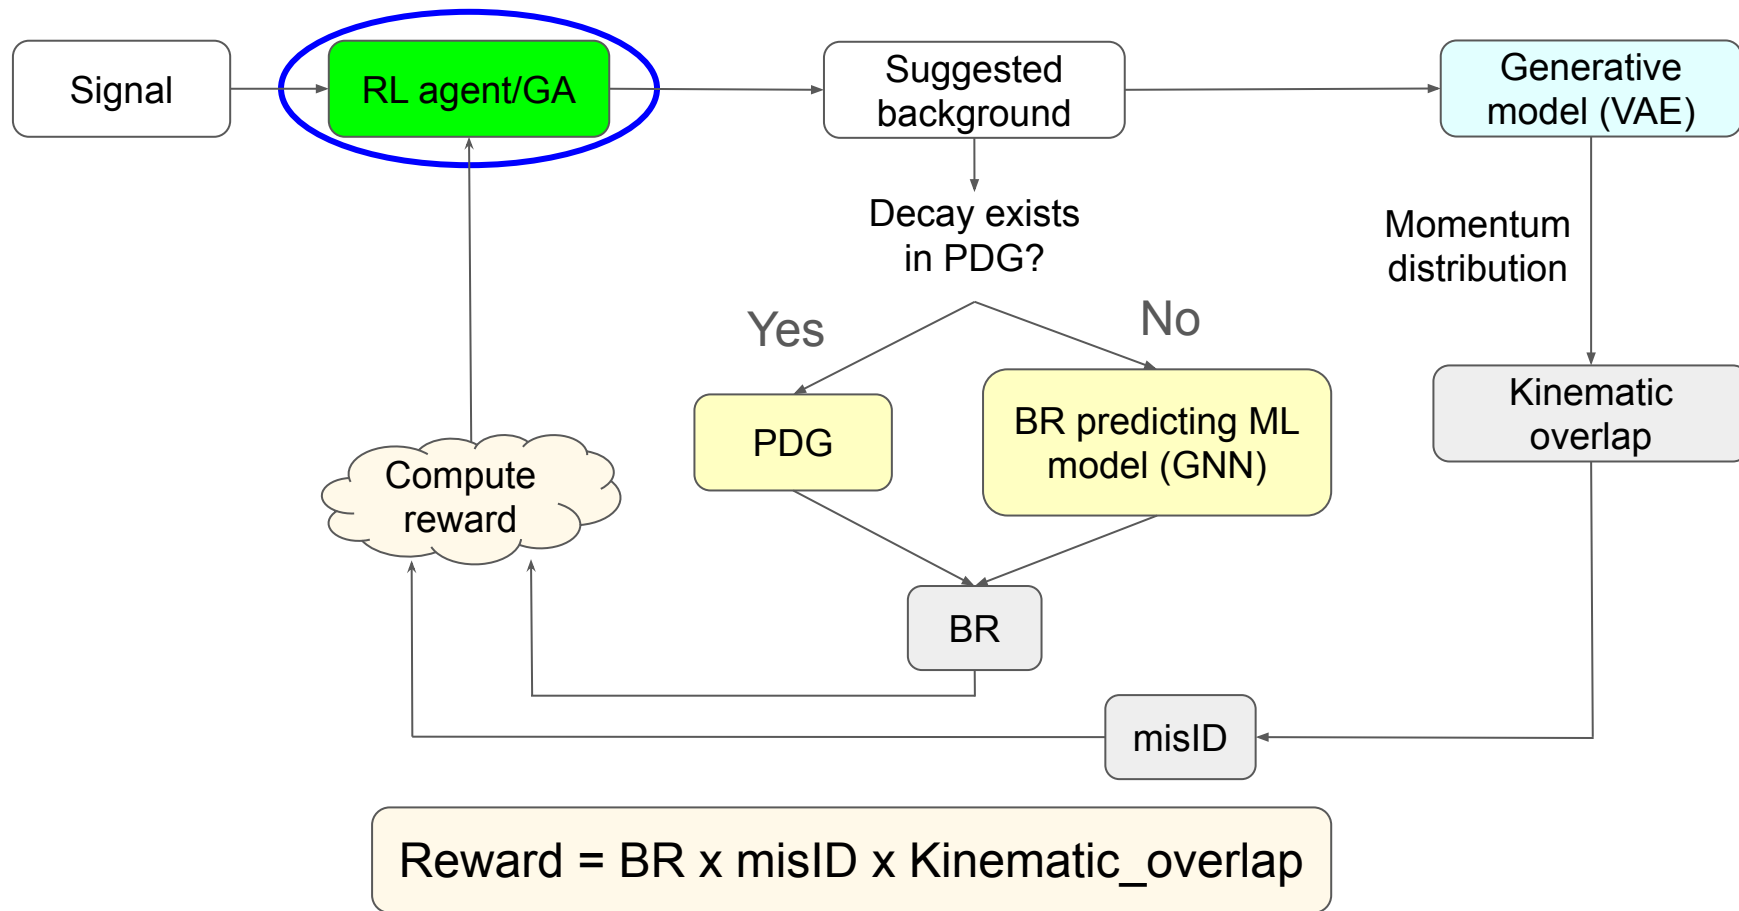 Signal
RL agent/GA
Suggested
background
Generative
model (VAE)
Decay exists
in PDG?
Momentum
distribution
Yes
No
PDG
BR predicting ML
model (GNN)
Kinematic
overlap
Compute
reward
BR
misID
Reward = BR x misID x Kinematic_overlap